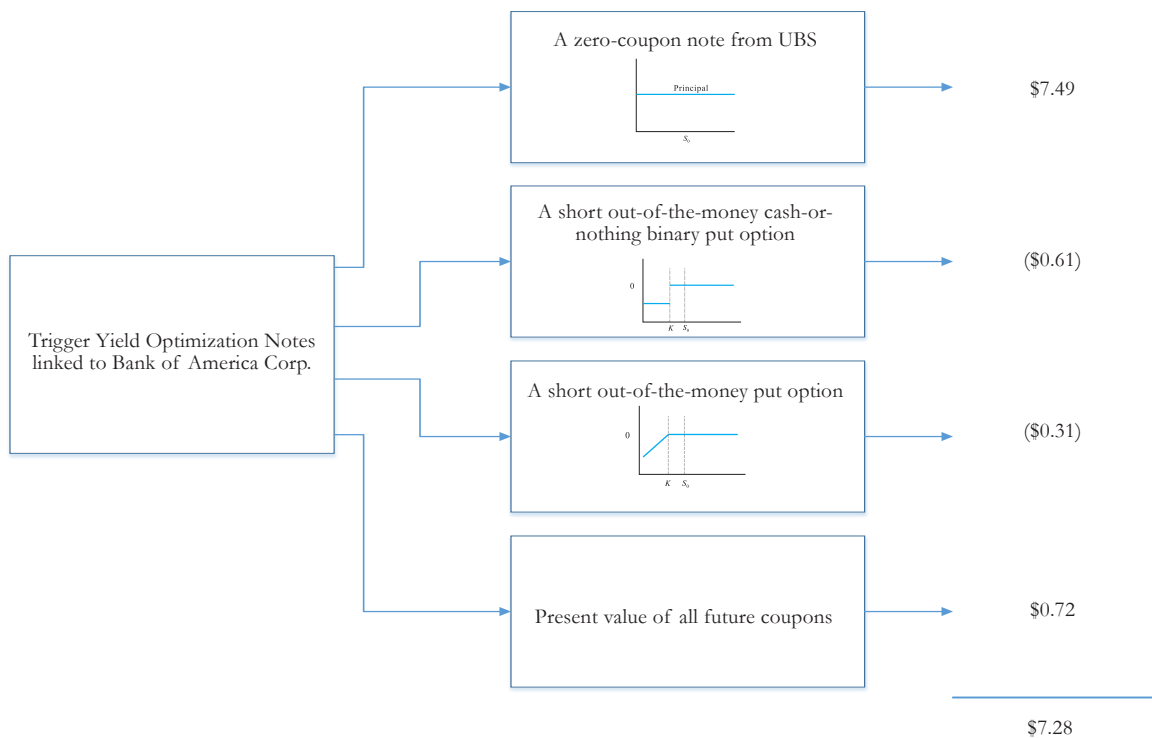 A zero-coupon note from UBS
Principal
S₀
$7.49
A short out-of-the-money cash-or-
nothing binary put option
0
K S₀
($0.61)
Trigger Yield Optimization Notes
linked to Bank of America Corp.
A short out-of-the-money put option
0
K S₀
($0.31)
Present value of all future coupons
$0.72
$7.28